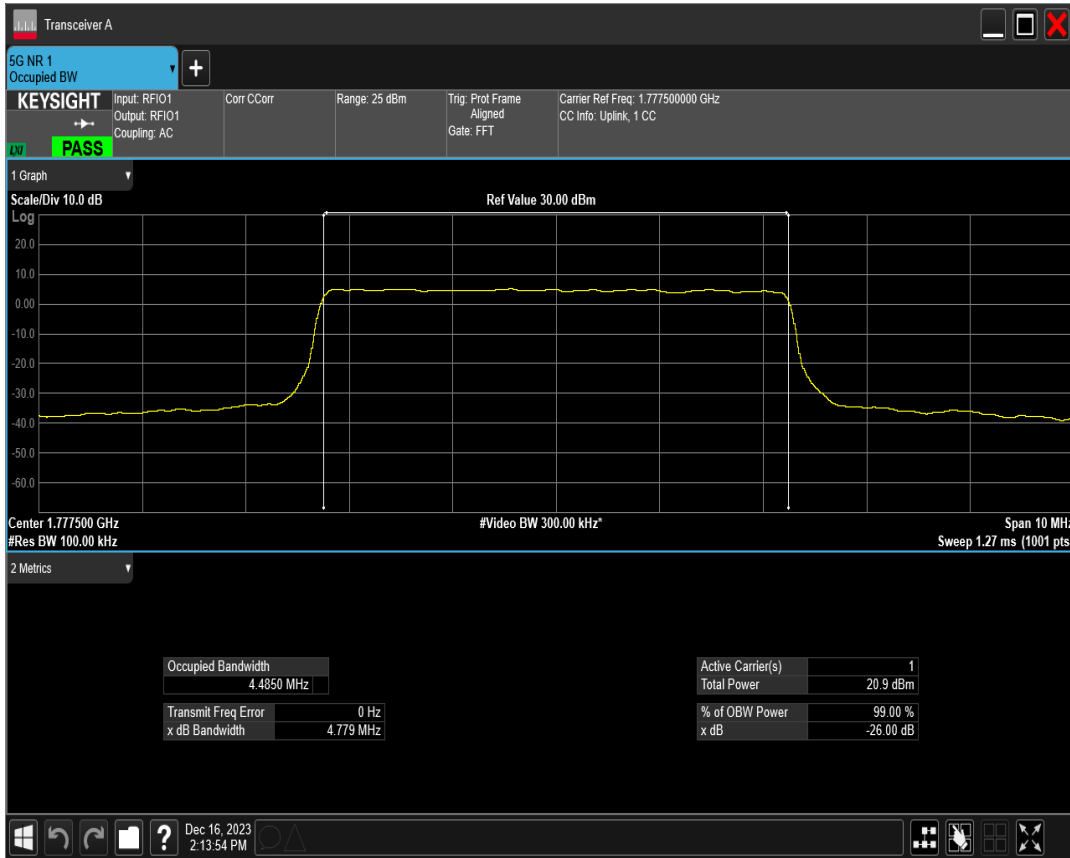 Transceiver A
5G NR 1
Occupied BW
KEYSIGHT
LXI
PASS
Input: RFIO1
Output: RFIO1
Coupling: AC
Corr CCorr
Range: 25 dBm
Trig: Prot Frame
Aligned
Gate: FFT
Carrier Ref Freq: 1.777500000 GHz
CC Info: Uplink, 1 CC
1 Graph
Scale/Div 10.0 dB
Ref Value 30.00 dBm
Log
20.0
10.0
0.00
-10.0
-20.0
-30.0
-40.0
-50.0
-60.0
Center 1.777500 GHz
#Video BW 300.00 kHz*
Span 10 MHz
#Res BW 100.00 kHz
Sweep 1.27 ms (1001 pts
2 Metrics
Occupied Bandwidth
4.4850 MHz
Transmit Freq Error 0 Hz
x dB Bandwidth 4.779 MHz
Active Carrier(s) 1
Total Power 20.9 dBm
% of OBW Power 99.00 %
x dB -26.00 dB
Dec 16, 2023
2:13:54 PM